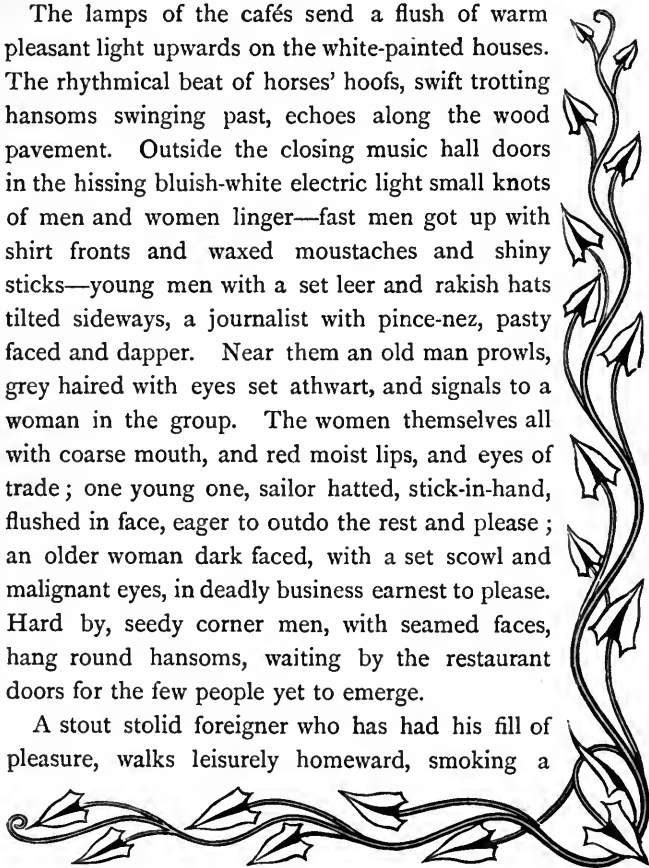 The lamps of the cafés send a flush of warm
pleasant light upwards on the white-painted houses.
The rhythmical beat of horses’ hoofs, swift trotting
hansoms swinging past, echoes along the wood
pavement. Outside the closing music hall doors
in the hissing bluish-white electric light small knots
of men and women linger—fast men got up with
shirt fronts and waxed moustaches and shiny
sticks—young men with a set leer and rakish hats
tilted sideways, a journalist with pince-nez, pasty
faced and dapper. Near them an old man prowls,
grey haired with eyes set athwart, and signals to a
woman in the group. The women themselves all
with coarse mouth, and red moist lips, and eyes of
trade ; one young one, sailor hatted, stick-in-hand,
flushed in face, eager to outdo the rest and please ;
an older woman dark faced, with a set scowl and
malignant eyes, in deadly business earnest to please.
Hard by, seedy corner men, with seamed faces,
hang round hansoms, waiting by the restaurant
doors for the few people yet to emerge.
A stout stolid foreigner who has had his fill of
pleasure, walks leisurely homeward, smoking a